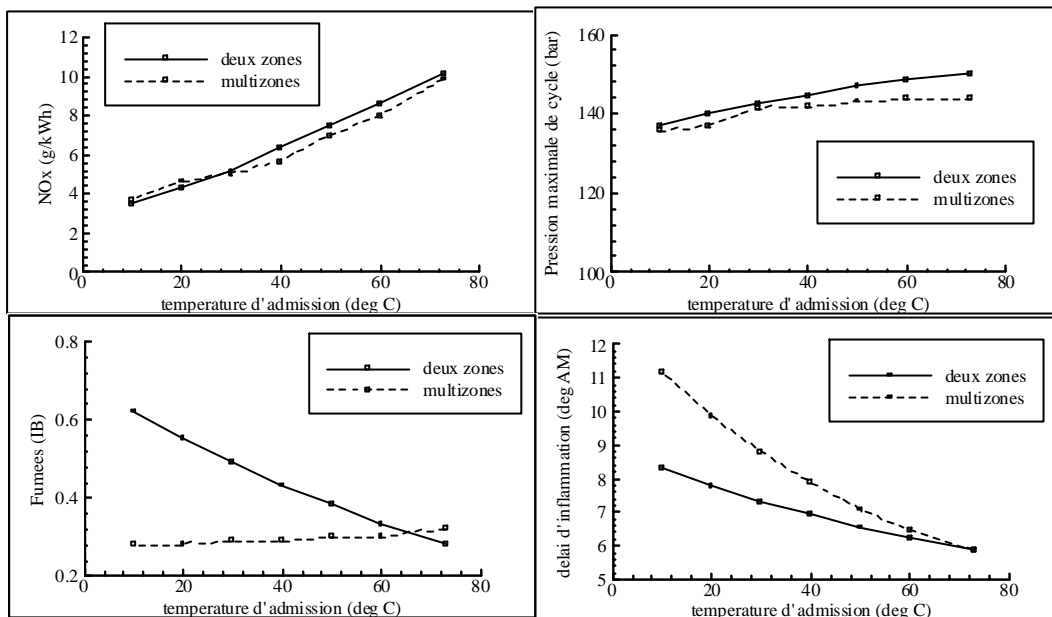 NOx (g/kWh)
12
10
8
6
4
2
0
deux zones
multizones
0 20 40 60 80
temperature d'admission (deg C)
Pression maximale de cycle (bar)
160
140
120
100
deux zones
multizones
0 20 40 60 80
temperature d'admission (deg C)
Fumees (IB)
0.8
0.6
0.4
0.2
deux zones
multizones
0 20 40 60 80
temperature d'admission (deg C)
delai d'inflammation (deg AM)
12
11
10
9
8
7
6
5
deux zones
multizones
0 20 40 60 80
temperature d'admission (deg C)